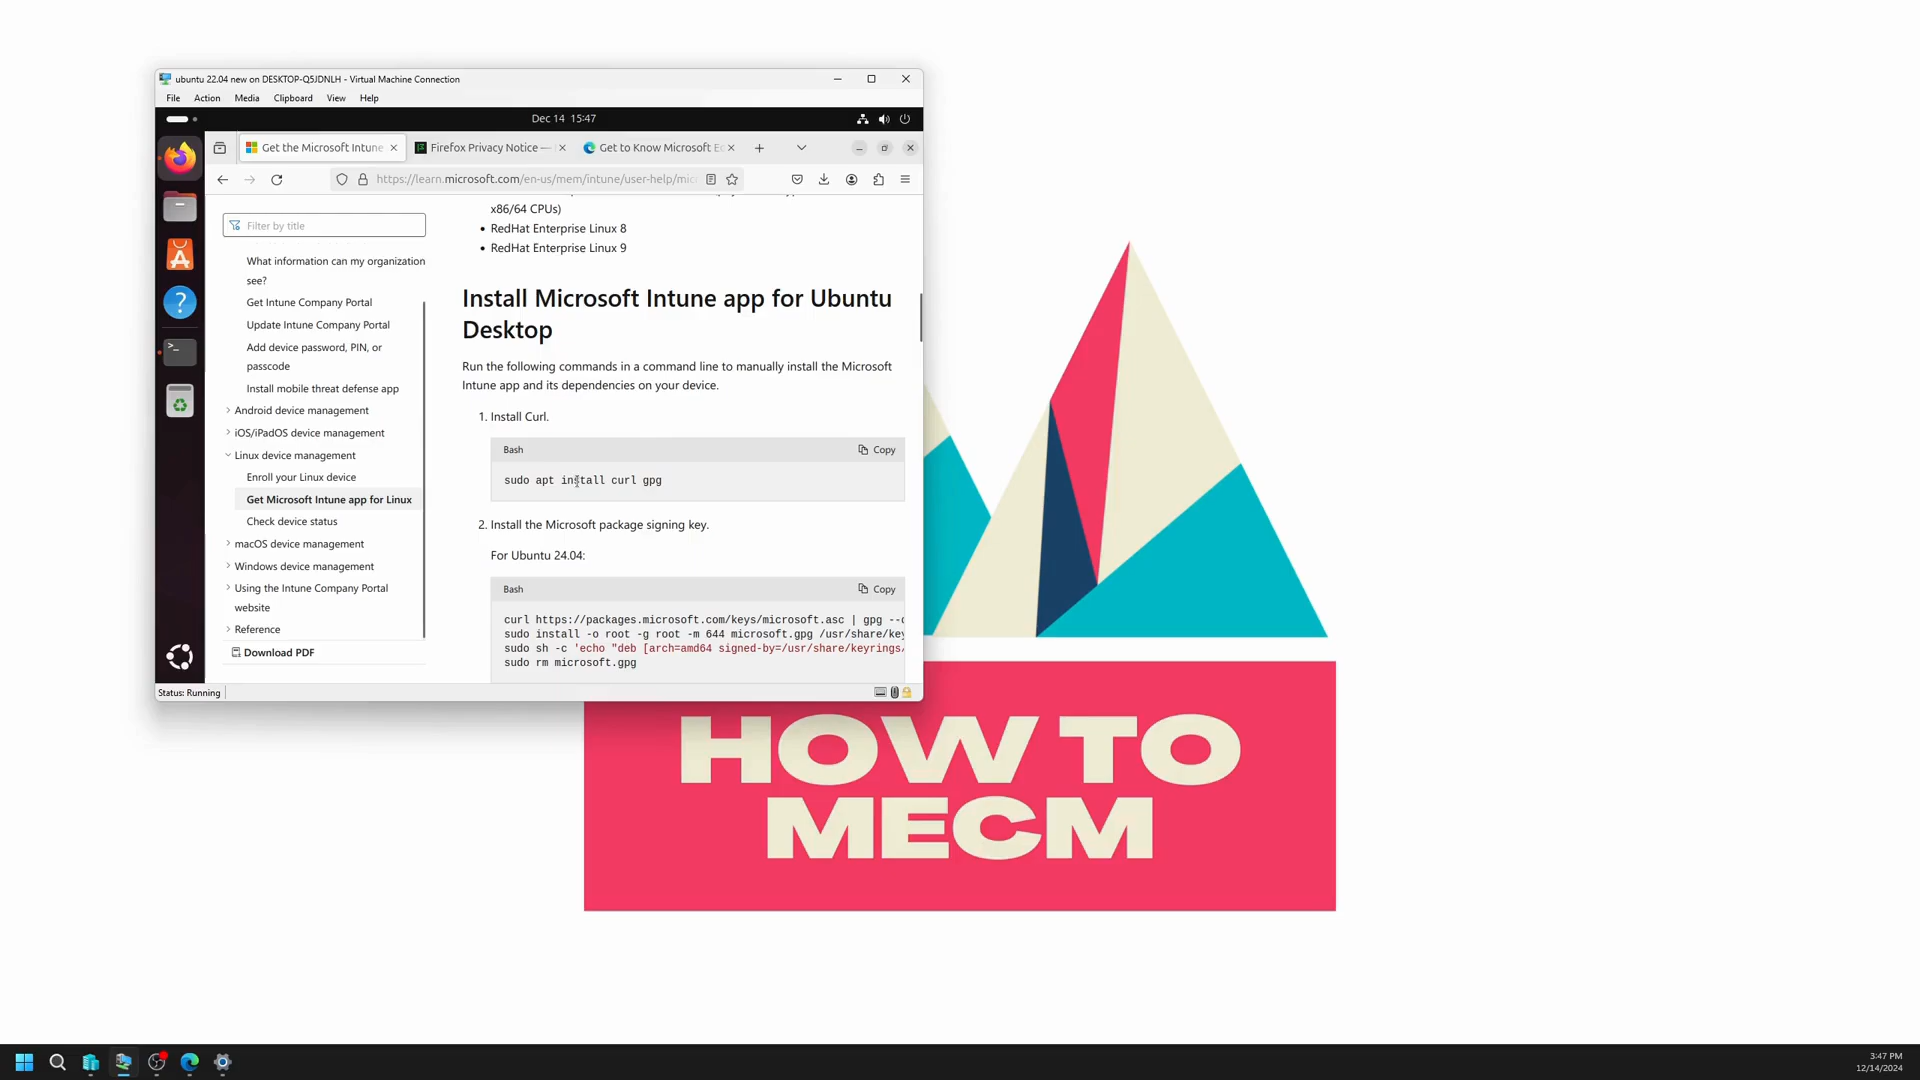 ubuntu 22.04 new on DESKTOP-Q5JDNLH - Virtual Machine Connection
File Action Media Clipboard View Help
Dec 14 15:47
Get the Microsoft Intune
Firefox Privacy Notice —
Get to Know Microsoft Ed
https://learn.microsoft.com/en-us/mem/intune/user-help/mic
Filter by title
What information can my organization
see?
Get Intune Company Portal
Update Intune Company Portal
Add device password, PIN, or
passcode
Install mobile threat defense app
Android device management
iOS/iPadOS device management
Linux device management
Enroll your Linux device
Get Microsoft Intune app for Linux
Check device status
macOS device management
Windows device management
Using the Intune Company Portal
website
Reference
Download PDF
x86/64 CPUs)
• RedHat Enterprise Linux 8
• RedHat Enterprise Linux 9
Install Microsoft Intune app for Ubuntu
Desktop
Run the following commands in a command line to manually install the Microsoft
Intune app and its dependencies on your device.
1. Install Curl.
Bash Copy
sudo apt install curl gpg
2. Install the Microsoft package signing key.
For Ubuntu 24.04:
Bash Copy
curl https://packages.microsoft.com/keys/microsoft.asc | gpg --d
sudo install -o root -g root -m 644 microsoft.gpg /usr/share/key
sudo sh -c 'echo "deb [arch=amd64 signed-by=/usr/share/keyrings/
sudo rm microsoft.gpg
Status: Running
HOW TO
MECM
3:47 PM
12/14/2024